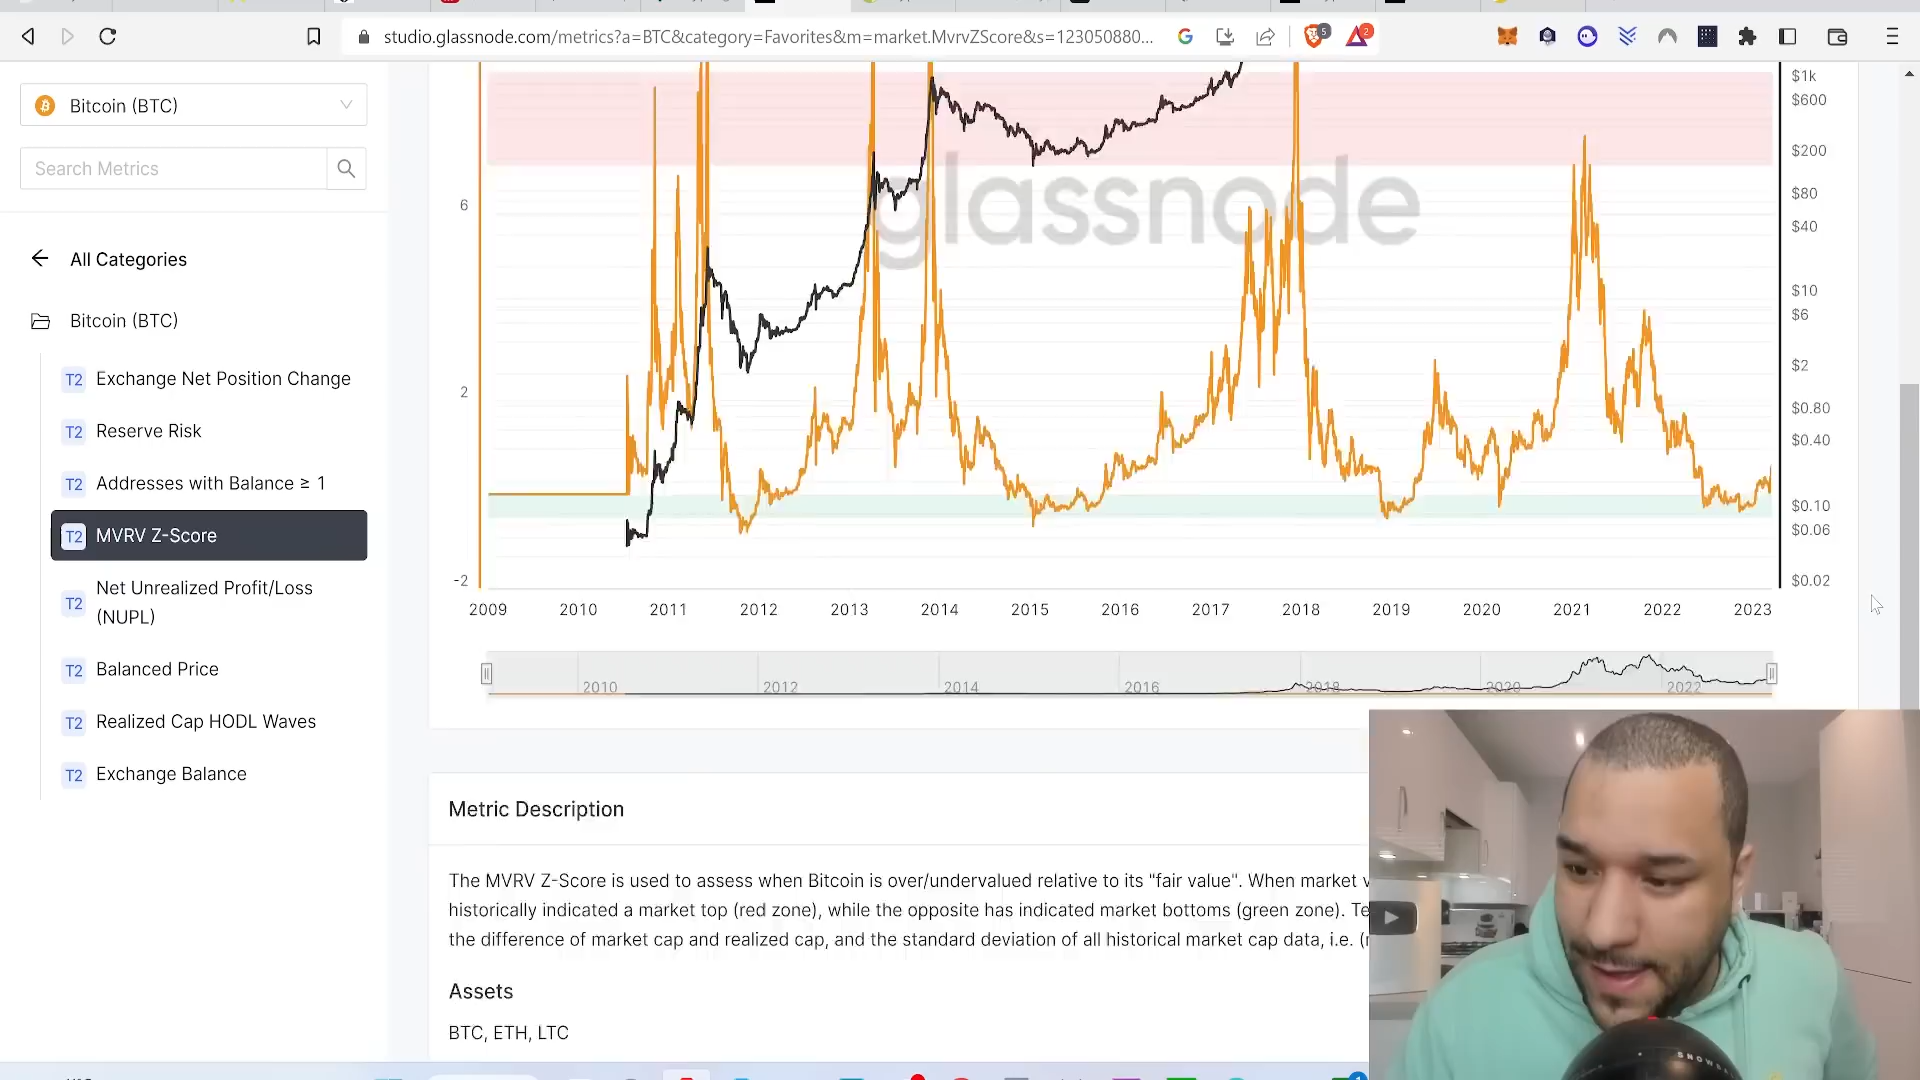 studio.glassnode.com/metrics?a=BTC&category=Favorites&m=market.MvrvZScore&s=123050880...
5
2
Bitcoin (BTC)
Search Metrics
All Categories
Bitcoin (BTC)
T2 Exchange Net Position Change
T2 Reserve Risk
T2 Addresses with Balance ≥ 1
T2 MVRV Z-Score
T2 Net Unrealized Profit/Loss
(NUPL)
T2 Balanced Price
T2 Realized Cap HODL Waves
T2 Exchange Balance
6
2
-2
glassnode
$1k
$600
$200
$80
$40
$10
$6
$2
$0.80
$0.40
$0.10
$0.06
$0.02
2009 2010 2011 2012 2013 2014 2015 2016 2017 2018 2019 2020 2021 2022 2023
2010 2012 2014 2016 2018 2020 2022
Metric Description
The MVRV Z-Score is used to assess when Bitcoin is over/undervalued relative to its "fair value". When market
historically indicated a market top (red zone), while the opposite has indicated market bottoms (green zone).
the difference of market cap and realized cap, and the standard deviation of all historical market cap data, i.e.
Assets
BTC, ETH, LTC